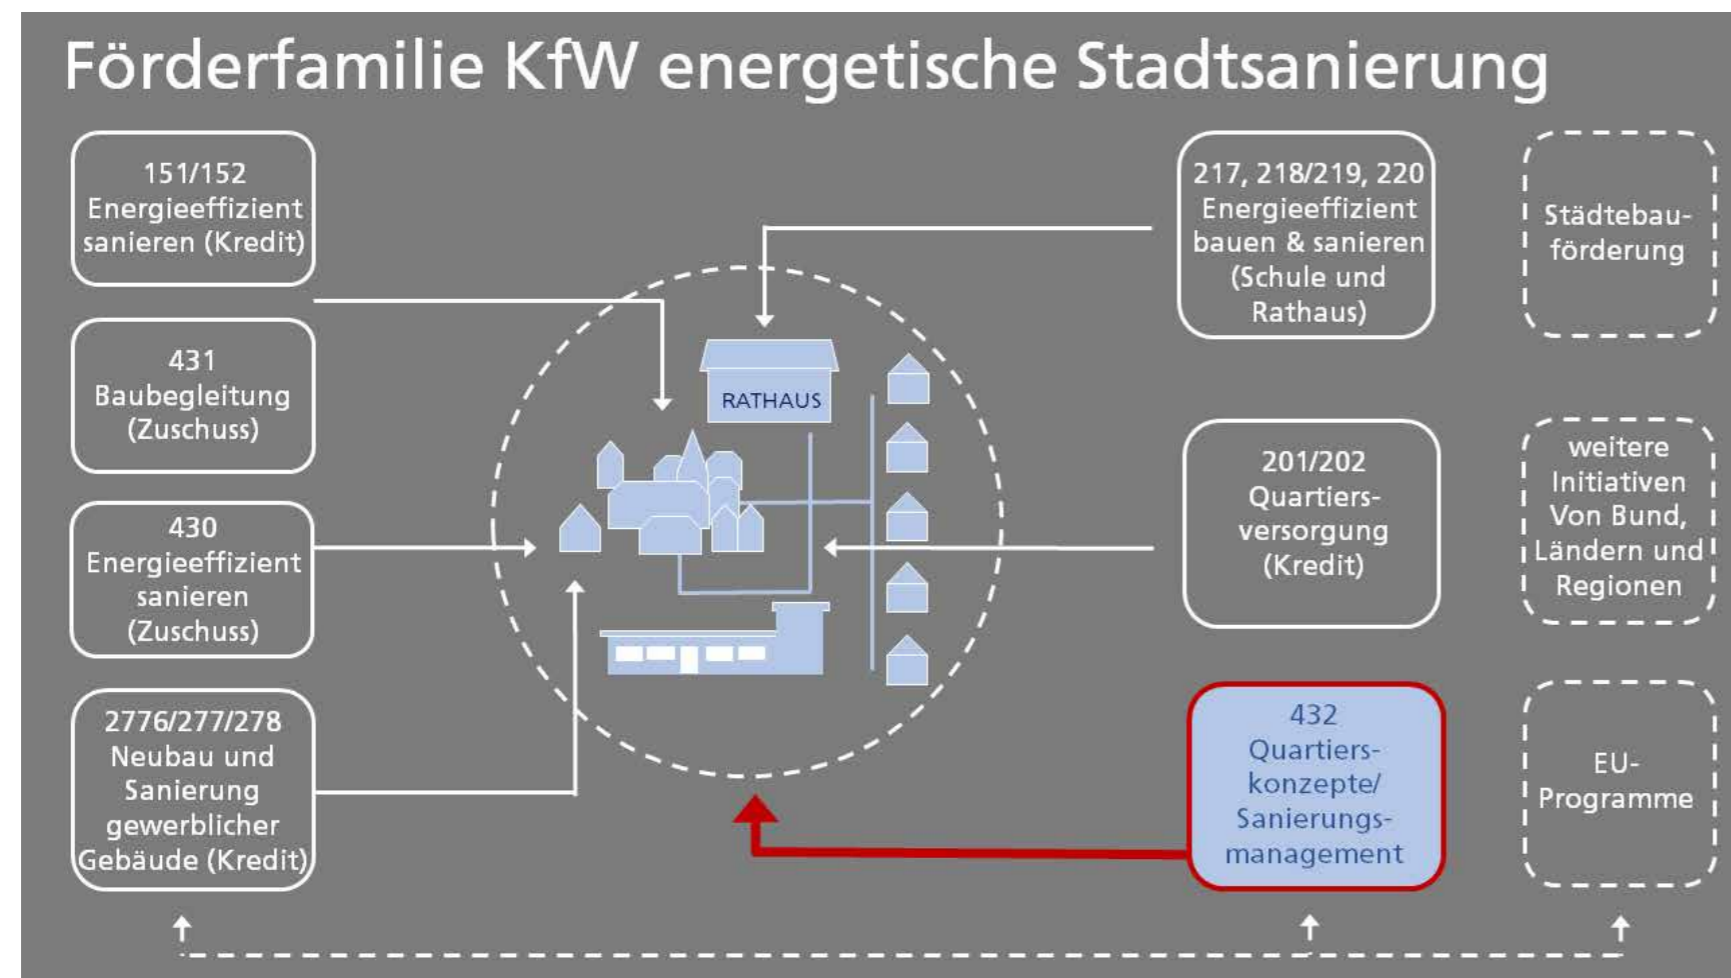 Förderfamilie KfW energetische Stadtsanierung
151/152
Energieeffizient
sanieren (Kredit)
431
Baubegleitung
(Zuschuss)
430
Energieeffizient
sanieren
(Zuschuss)
2776/277/278
Neubau und
Sanierung
gewerblicher
Gebäude (Kredit)
RATHAUS
217, 218/219, 220
Energieeffizient
bauen & sanieren
(Schule und
Rathaus)
201/202
Quartiers-
versorgung
(Kredit)
432
Quartiers-
konzepte/
Sanierungs-
management
Städtebau-
förderung
weitere
Initiativen
Von Bund,
Ländern und
Regionen
EU-
Programme